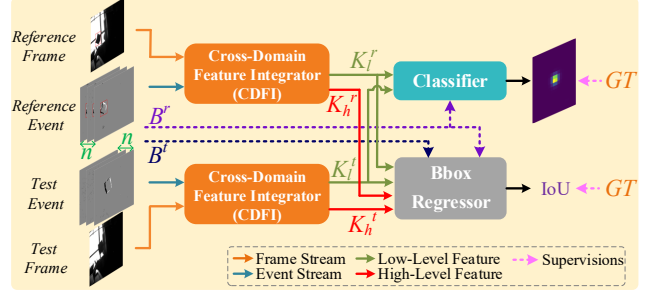 Reference
Frame
Cross-Domain
Feature Integrator
(CDFI)
K_l^r
K_h^r
Classifier
GT
Reference
Event
B^r
n
n
B^t
Test
Event
Cross-Domain
Feature Integrator
(CDFI)
K_l^t
K_h^t
Bbox
Regressor
IoU
GT
Test
Frame
Frame Stream
Low-Level Feature
Supervisions
Event Stream
High-Level Feature